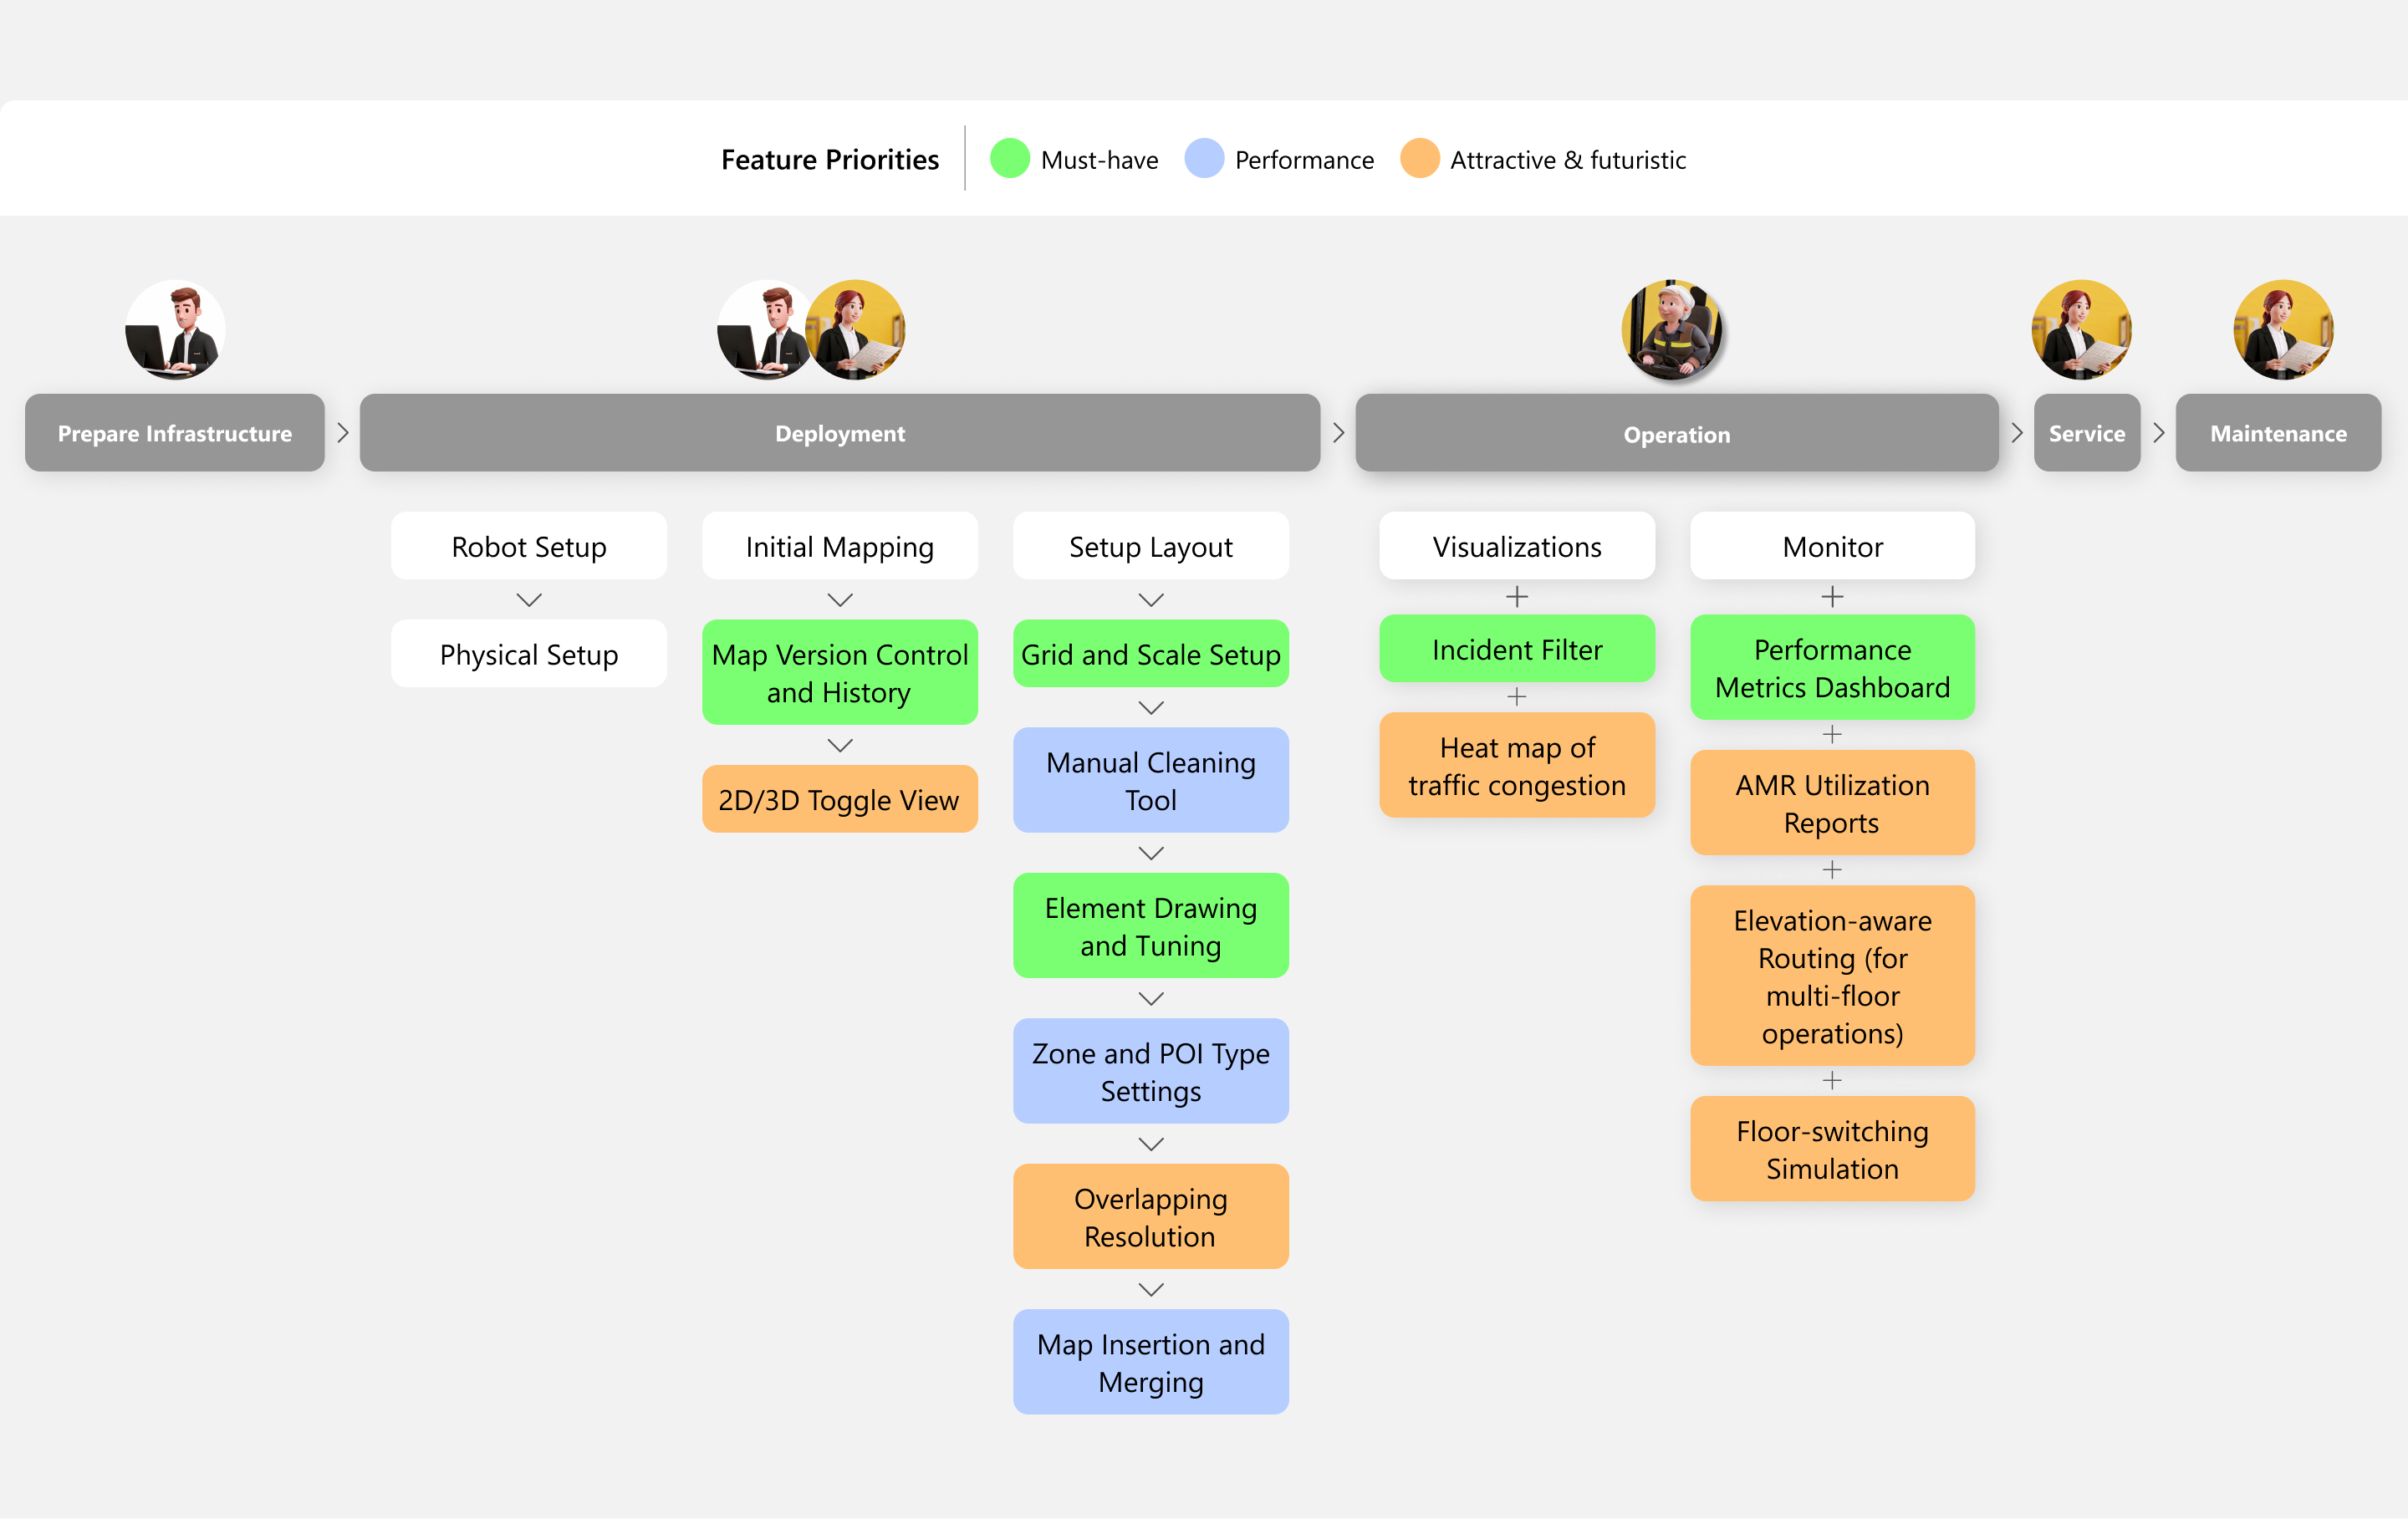 Feature Priorities
Must-have
Performance
Attractive & futuristic
Prepare Infrastructure
Deployment
Operation
Service
Maintenance
Robot Setup
Physical Setup
Initial Mapping
Map Version Control
and History
2D/3D Toggle View
Setup Layout
Grid and Scale Setup
Manual Cleaning
Tool
Element Drawing
and Tuning
Zone and POI Type
Settings
Overlapping
Resolution
Map Insertion and
Merging
Visualizations
Incident Filter
Heat map of
traffic congestion
Monitor
Performance
Metrics Dashboard
AMR Utilization
Reports
Elevation-aware
Routing (for
multi-floor
operations)
Floor-switching
Simulation